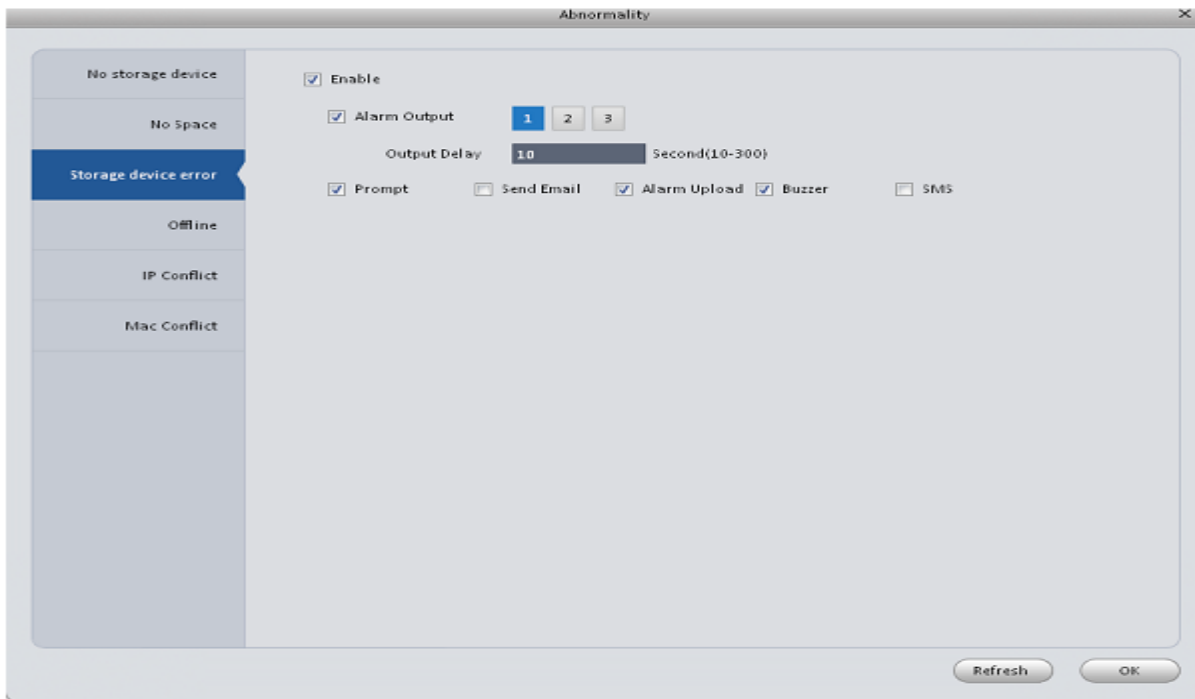 Abnormality
No storage device
No Space
Storage device error
Offline
IP Conflict
Mac Conflict
Enable
Alarm Output 1 2 3
Output Delay 10 Second(10-300)
Prompt Send Email Alarm Upload Buzzer SMS
Refresh OK